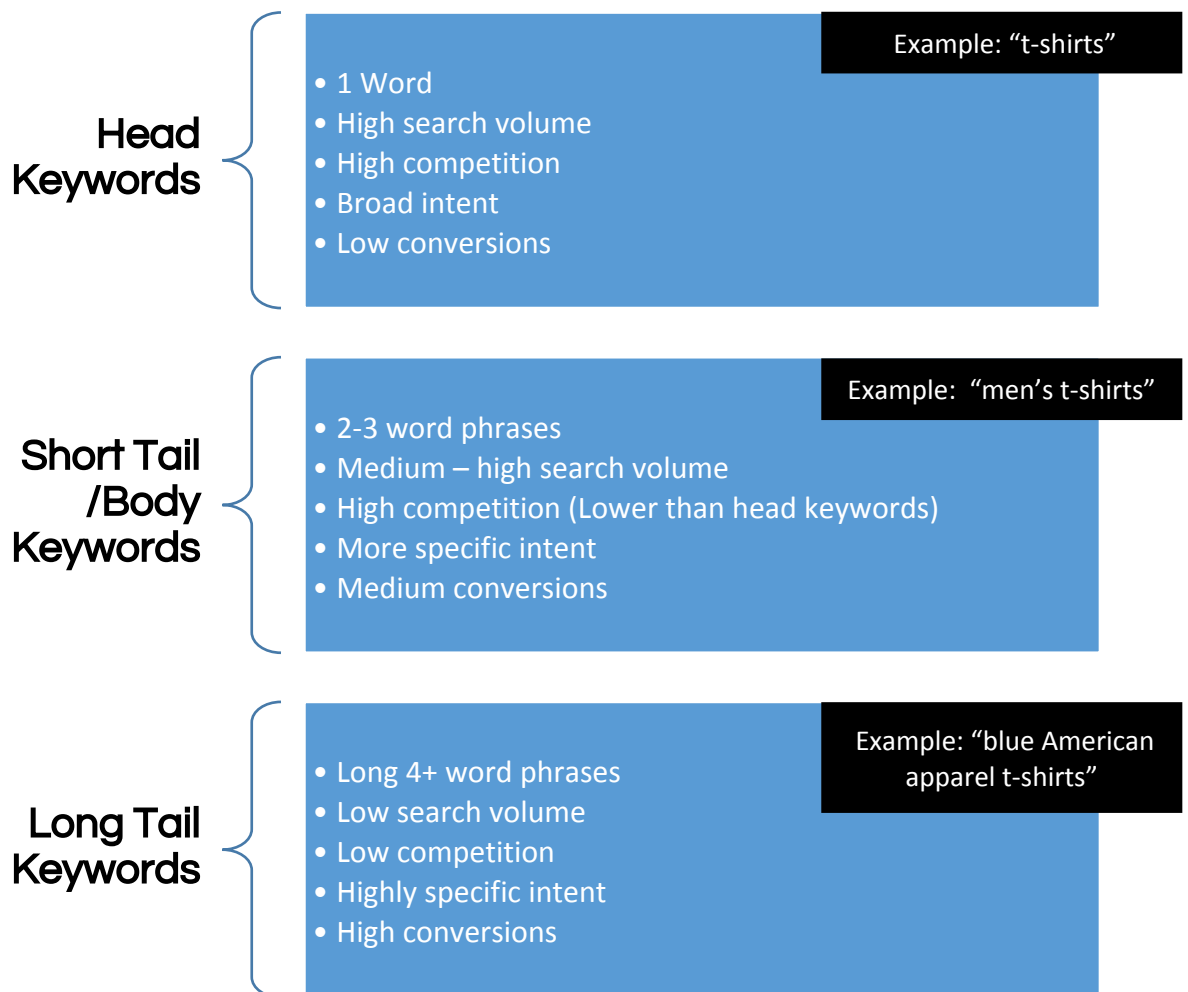 Head
Keywords
Example: “t-shirts”
• 1 Word
• High search volume
• High competition
• Broad intent
• Low conversions
Short Tail
/Body
Keywords
Example:  “men’s t-shirts”
• 2-3 word phrases
• Medium – high search volume
• High competition (Lower than head keywords)
• More specific intent
• Medium conversions
Long Tail
Keywords
Example: “blue American
apparel t-shirts”
• Long 4+ word phrases
• Low search volume
• Low competition
• Highly specific intent
• High conversions